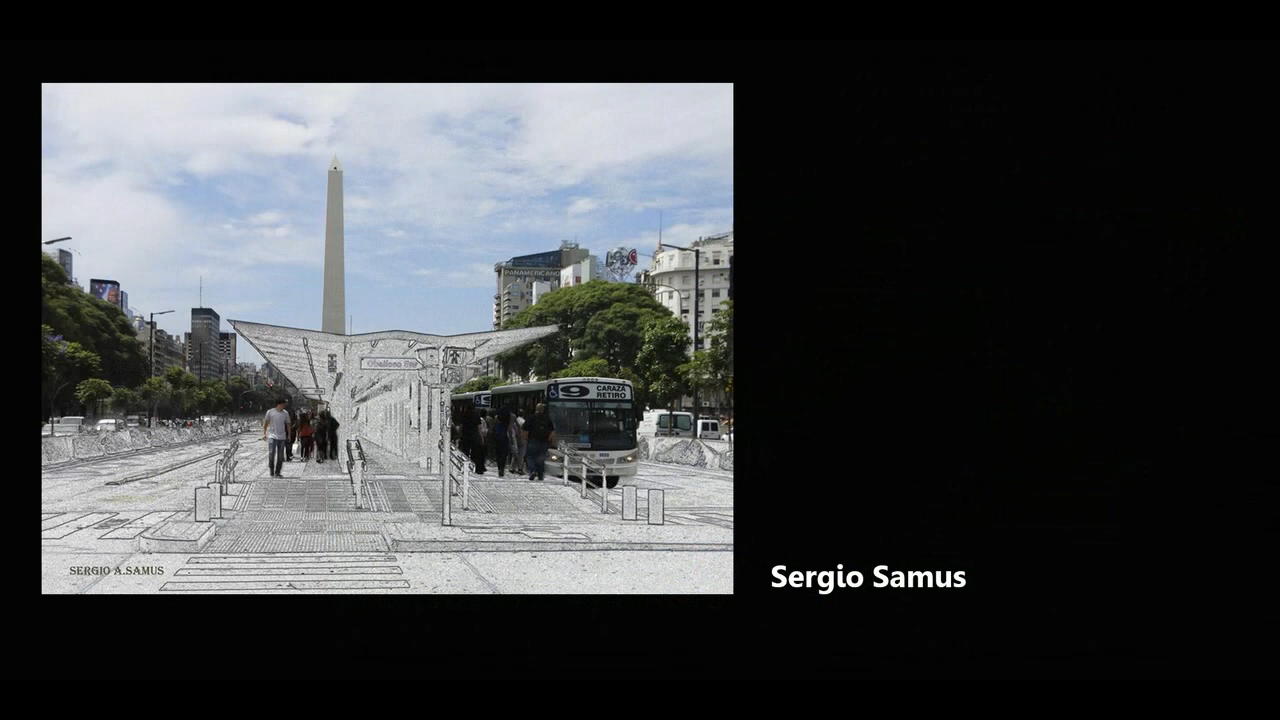 PANAMERICANO
9
CARAZA
RETIRO
SERGIO A.SAMUS
Sergio Samus